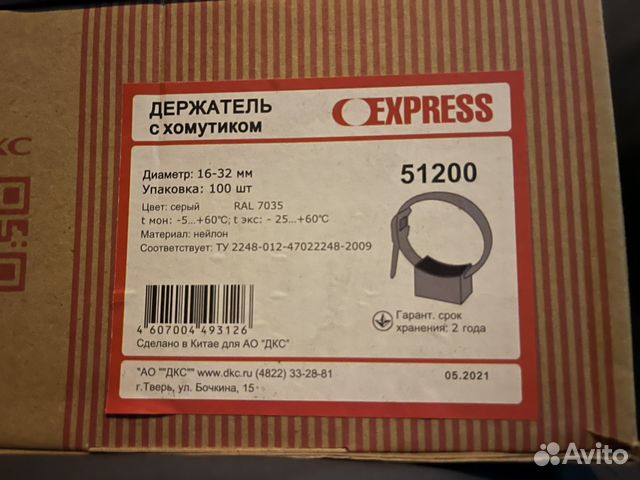 ДЕРЖАТЕЛЬ
с хомутиком
EXPRESS
Диаметр: 16-32 мм
Упаковка: 100 шт
51200
Цвет: серый RAL 7035
t мон: -5...+60°C; t экс: - 25...+60°C
Материал: нейлон
Соответствует: ТУ 2248-012-47022248-2009
4 607004 493126
Сделано в Китае для АО "ДКС"
Гарант. срок
хранения: 2 года
"АО ""ДКС"" www.dkc.ru (4822) 33-28-81
г.Тверь, ул. Бочкина, 15
05.2021
Avito